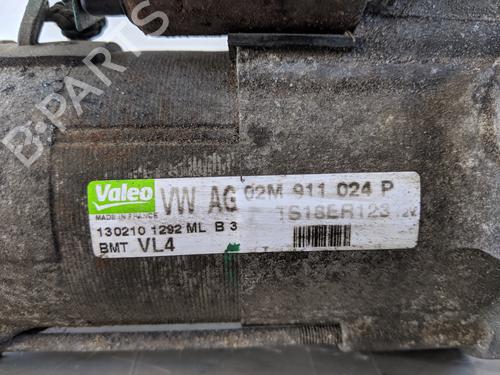 Valeo VW AG 02M 911 024 P
MADE IN FRANCE TS18ER123 12V
130210 1292 ML B 3
BMT VL4
B-PARTS